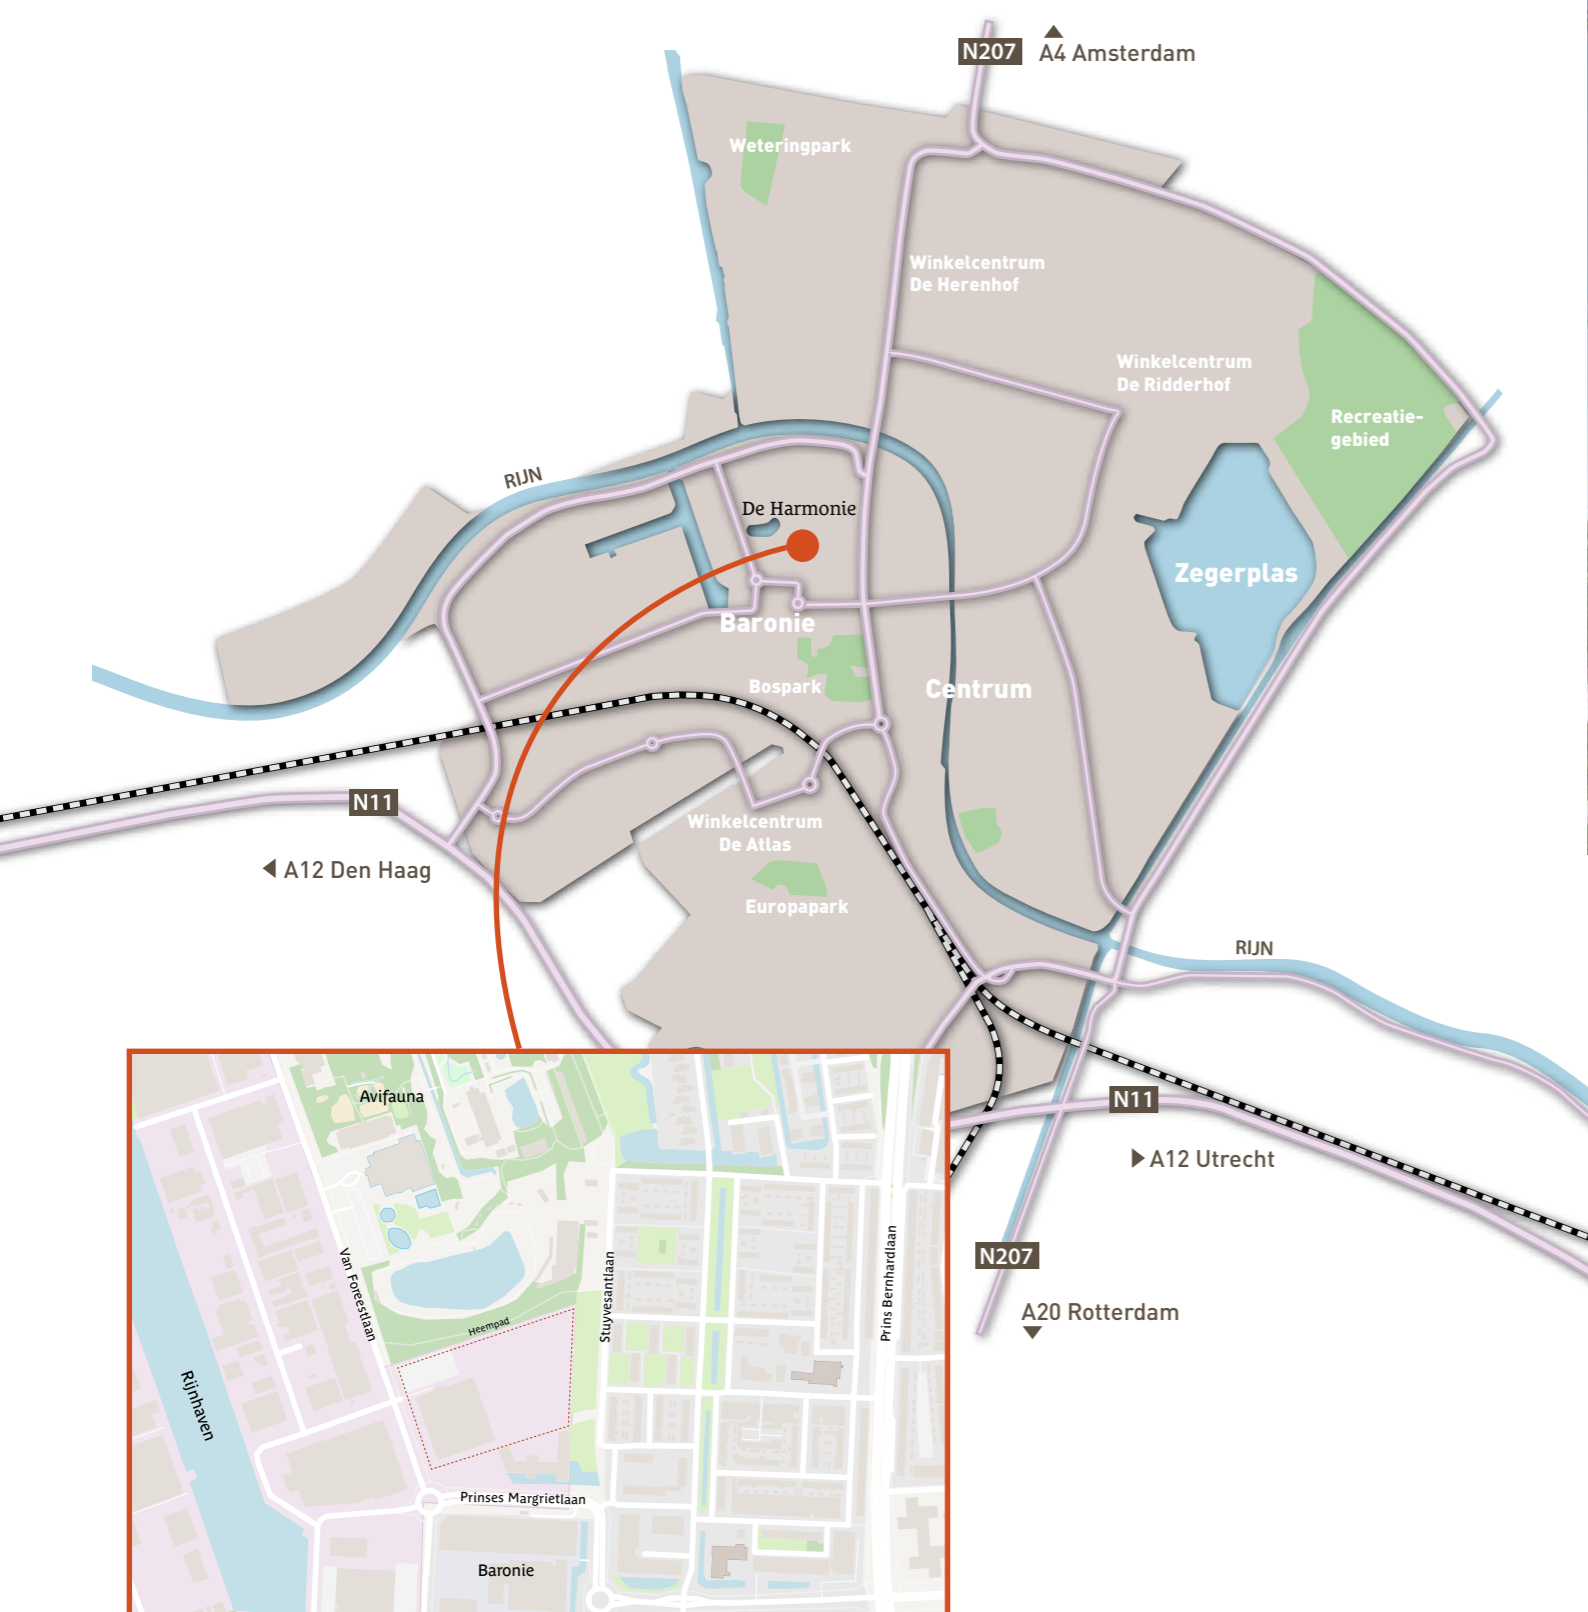 N207
A4 Amsterdam
Weteringpark
Winkelcentrum
De Herenhof
Winkelcentrum
De Ridderhof
Recreatie-
gebied
RIJN
De Harmonie
Zegerplas
Baronie
Bospark
Centrum
N11
Winkelcentrum
De Atlas
A12 Den Haag
Europapark
RIJN
N11
A12 Utrecht
N207
A20 Rotterdam
Avifauna
Van Foreestlaan
Stuyvesantlaan
Prins Bernhardlaan
Heempad
Rijnhaven
Prinses Margrietlaan
Baronie